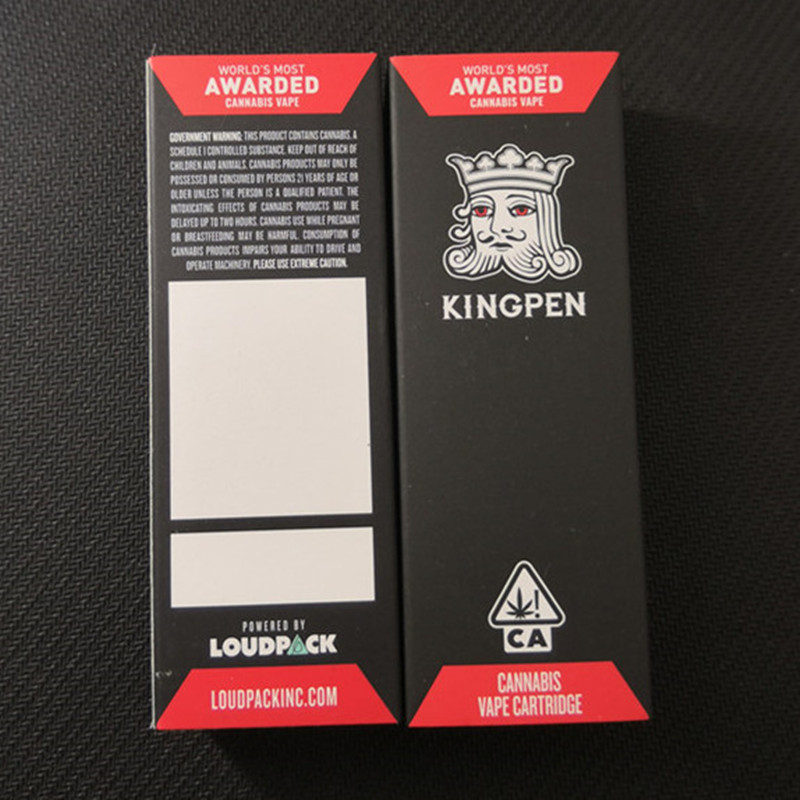 WORLD'S MOST
AWARDED
CANNABIS VAPE
GOVERNMENT WARNING: THIS PRODUCT CONTAINS CANNABIS, A
SCHEDULE I CONTROLLED SUBSTANCE. KEEP OUT OF REACH OF
CHILDREN AND ANIMALS. CANNABIS PRODUCTS MAY ONLY BE
POSSESSED OR CONSUMED BY PERSONS 21 YEARS OF AGE OR
OLDER UNLESS THE PERSON IS A QUALIFIED PATIENT. THE
INTOXICATING EFFECTS OF CANNABIS PRODUCTS MAY BE
DELAYED UP TO TWO HOURS. CANNABIS USE WHILE PREGNANT
OR BREASTFEEDING MAY BE HARMFUL. CONSUMPTION OF
CANNABIS PRODUCTS IMPAIRS YOUR ABILITY TO DRIVE AND
OPERATE MACHINERY. PLEASE USE EXTREME CAUTION.
POWERED BY
LOUDPACK
LOUDPACKINC.COM
WORLD'S MOST
AWARDED
CANNABIS VAPE
KINGPEN
!
CA
CANNABIS
VAPE CARTRIDGE